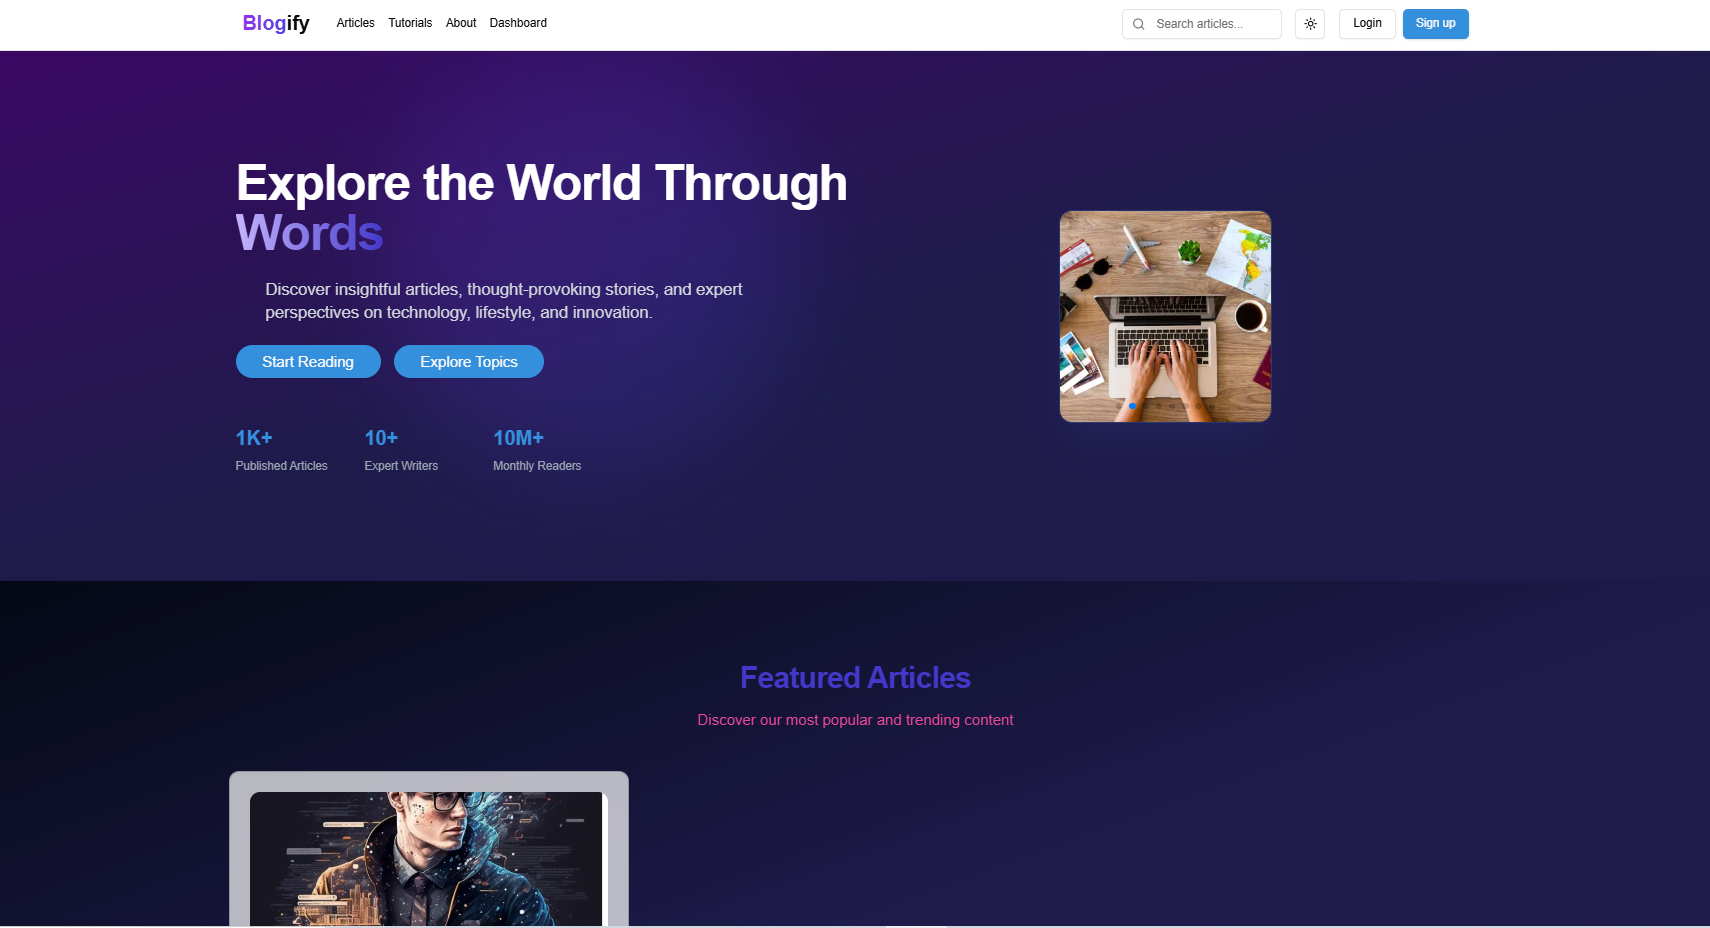 Blogify
Articles Tutorials About Dashboard
Search articles...
Login
Sign up
Explore the World Through
Words
Discover insightful articles, thought-provoking stories, and expert
perspectives on technology, lifestyle, and innovation.
Start Reading
Explore Topics
1K+
Published Articles
10+
Expert Writers
10M+
Monthly Readers
Featured Articles
Discover our most popular and trending content